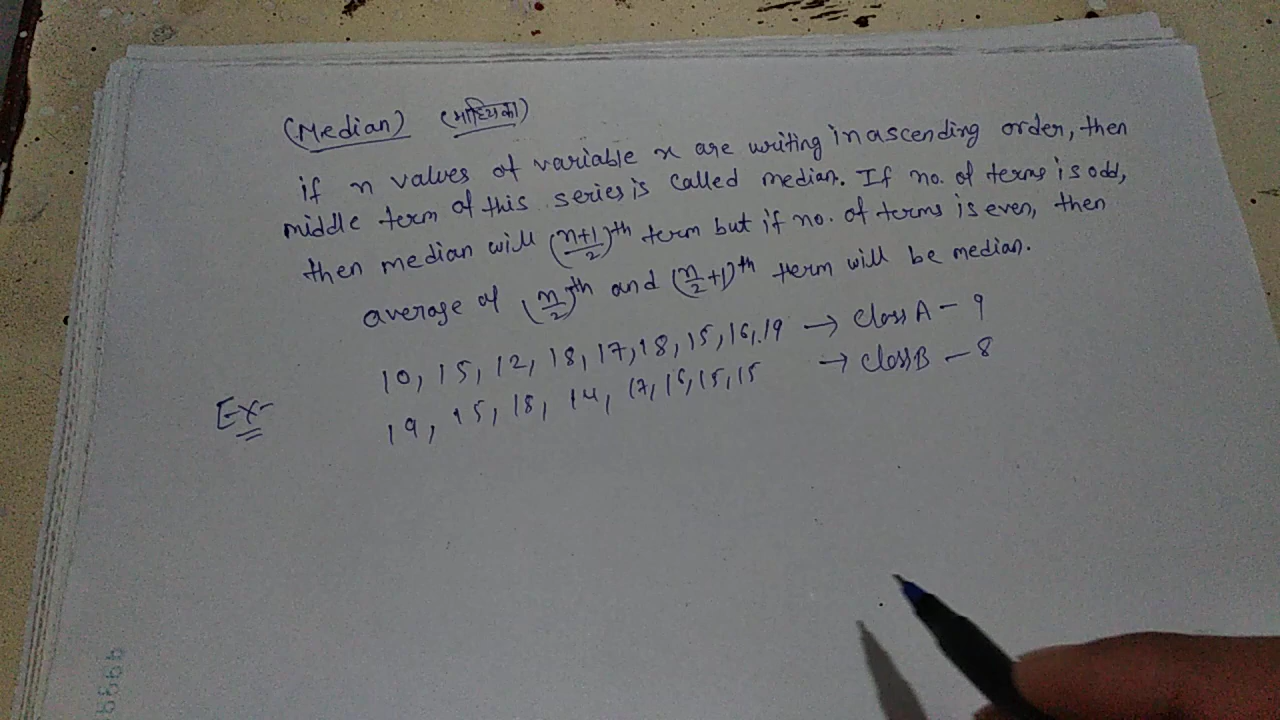 (Median) (माध्यिका)
if n values of variable x are writing in ascending order, then
middle term of this series is called median. If no. of terms is odd,
then median will (n+1/2)th term but if no. of terms is even, then
average of (n/2)th and (n/2+1)th term will be median.
10, 15, 12, 18, 17, 18, 15, 16, 19 → Class A - 9
Ex- 19, 15, 18, 14, 17, 16, 15, 15 → Class B - 8